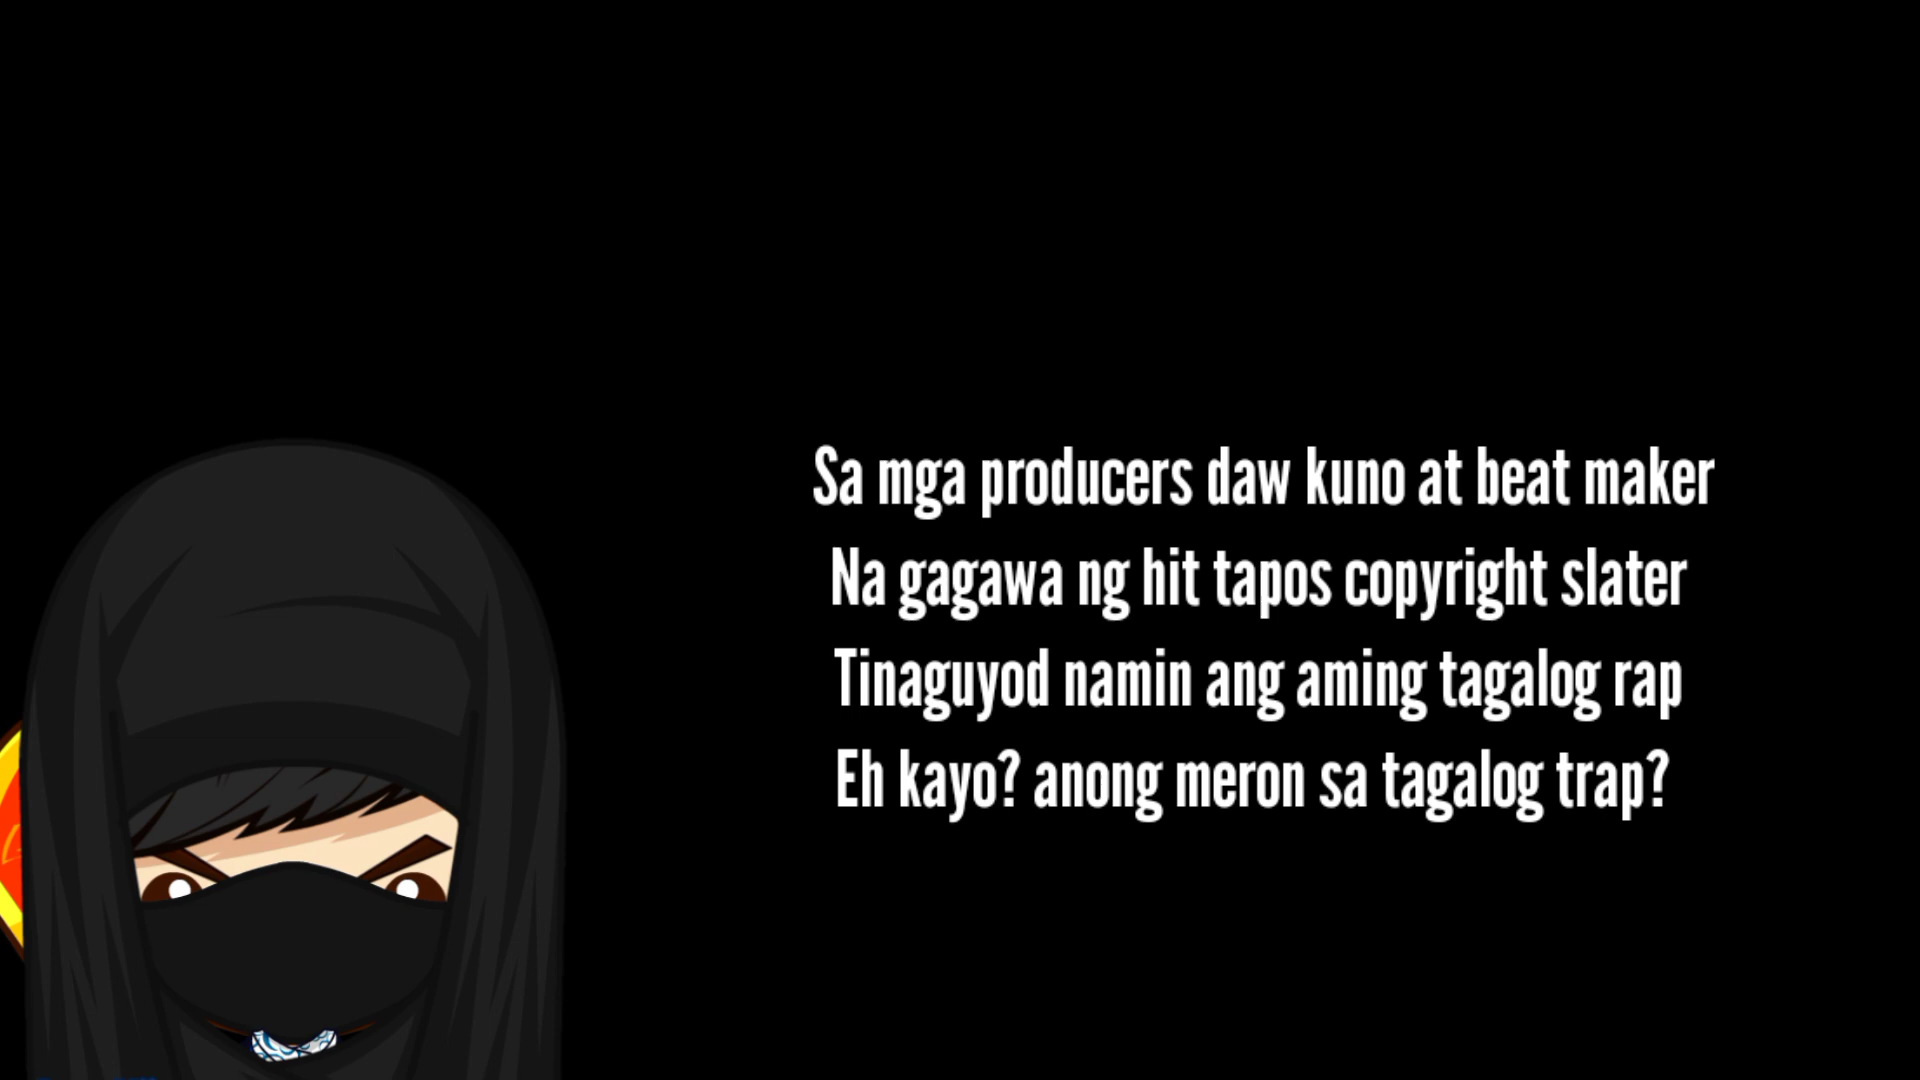 Sa mga producers daw kuno at beat maker
Na gagawa ng hit tapos copyright slater
Tinaguyod namin ang aming tagalog rap
Eh kayo? anong meron sa tagalog trap?